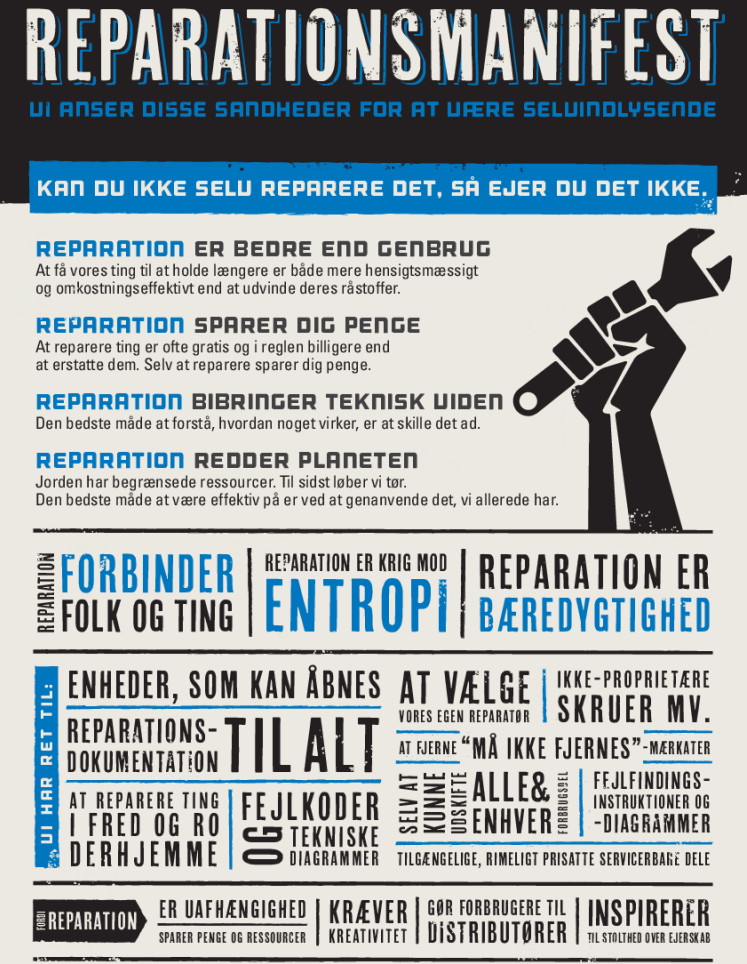 REPARATIONSMANIFEST
VI ANSER DISSE SANDHEDER FOR AT VÆRE SELVINDLYSENDE
KAN DU IKKE SELV REPARERE DET, SÅ EJER DU DET IKKE.
REPARATION ER BEDRE END GENBRUG
At få vores ting til at holde længere er både mere hensigtsmæssigt
og omkostningseffektivt end at udvinde deres råstoffer.
REPARATION SPARER DIG PENGE
At reparere ting er ofte gratis og i reglen billigere end
at erstatte dem. Selv at reparere sparer dig penge.
REPARATION BIBRINGER TEKNISK VIDEN
Den bedste måde at forstå, hvordan noget virker, er at skille det ad.
REPARATION REDDER PLANETEN
Jorden har begrænsede ressourcer. Til sidst løber vi tør.
Den bedste måde at være effektiv på er ved at genanvende det, vi allerede har.
REPARATION
FORBINDER
FOLK OG TING
REPARATION ER KRIG MOD
ENTROPI
REPARATION ER
BÆREDYGTIGHED
VI HAR RET TIL:
ENHEDER, SOM KAN ÅBNES
REPARATIONS-
DOKUMENTATION
TIL ALT
AT REPARERE TING
I FRED OG RO
DERHJEMME
FEJLKODER
OG TEKNISKE
DIAGRAMMER
AT VÆLGE
VORES EGEN REPARATØR
IKKE-PROPRIETÆRE
SKRUER MV.
AT FJERNE "MÅ IKKE FJERNES"-MÆRKATER
SELV AT
KUNNE
UDSKIFTE
ALLE&
ENHVER
FORBRUGSDEL
FEJLFINDINGS-
INSTRUKTIONER OG
-DIAGRAMMER
TILGÆNGELIGE, RIMELIGT PRISATTE SERVICERBARE DELE
FORDI
REPARATION
ER UAFHÆNGIGHED
SPARER PENGE OG RESSOURCER
KRÆVER
KREATIVITET
GØR FORBRUGERE TIL
DISTRIBUTØRER
INSPIRERER
TIL STOLTHED OVER EJERSKAB